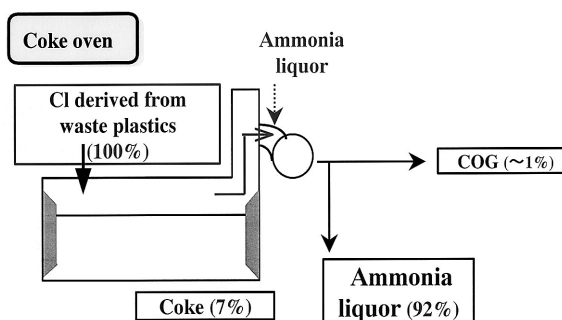 Coke oven
Ammonia
liquor
Cl derived from
waste plastics
(100%)
COG (~1%)
Ammonia
liquor (92%)
Coke (7%)